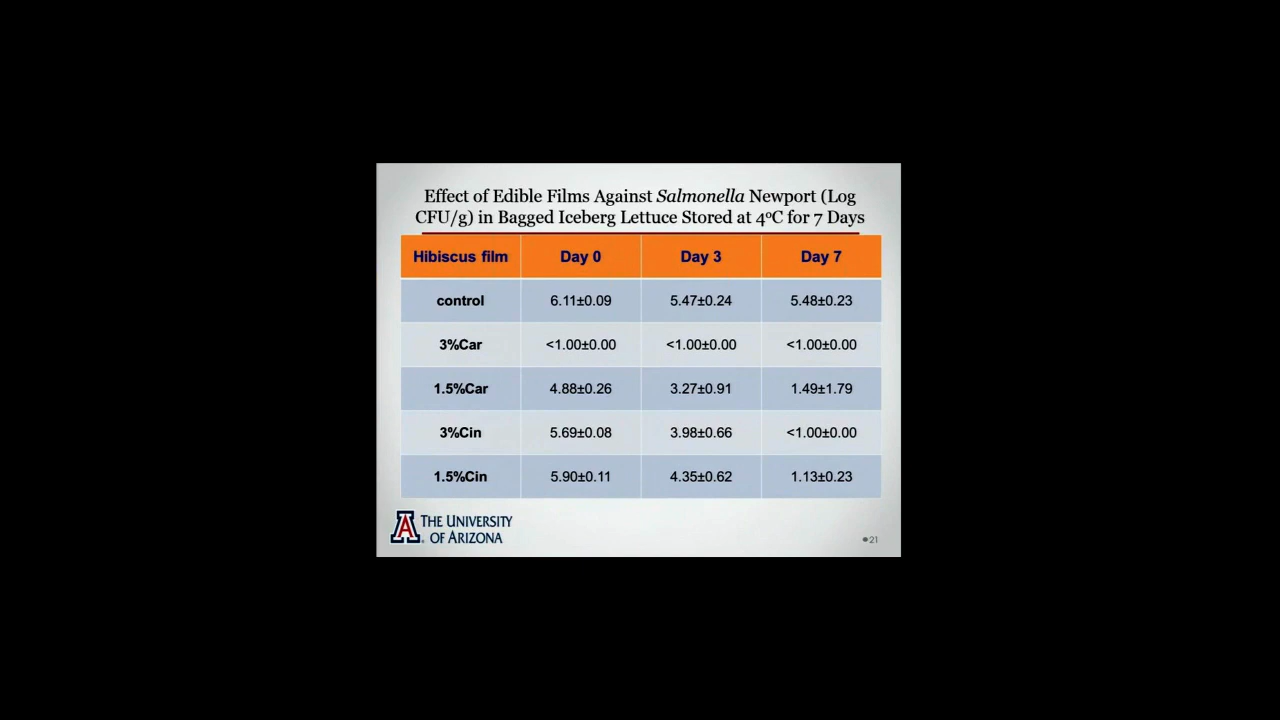 Effect of Edible Films Against Salmonella Newport (Log
CFU/g) in Bagged Iceberg Lettuce Stored at 4ºC for 7 Days
Hibiscus film Day 0 Day 3 Day 7
control 6.11±0.09 5.47±0.24 5.48±0.23
3%Car <1.00±0.00 <1.00±0.00 <1.00±0.00
1.5%Car 4.88±0.26 3.27±0.91 1.49±1.79
3%Cin 5.69±0.08 3.98±0.66 <1.00±0.00
1.5%Cin 5.90±0.11 4.35±0.62 1.13±0.23
A THE UNIVERSITY
OF ARIZONA
21